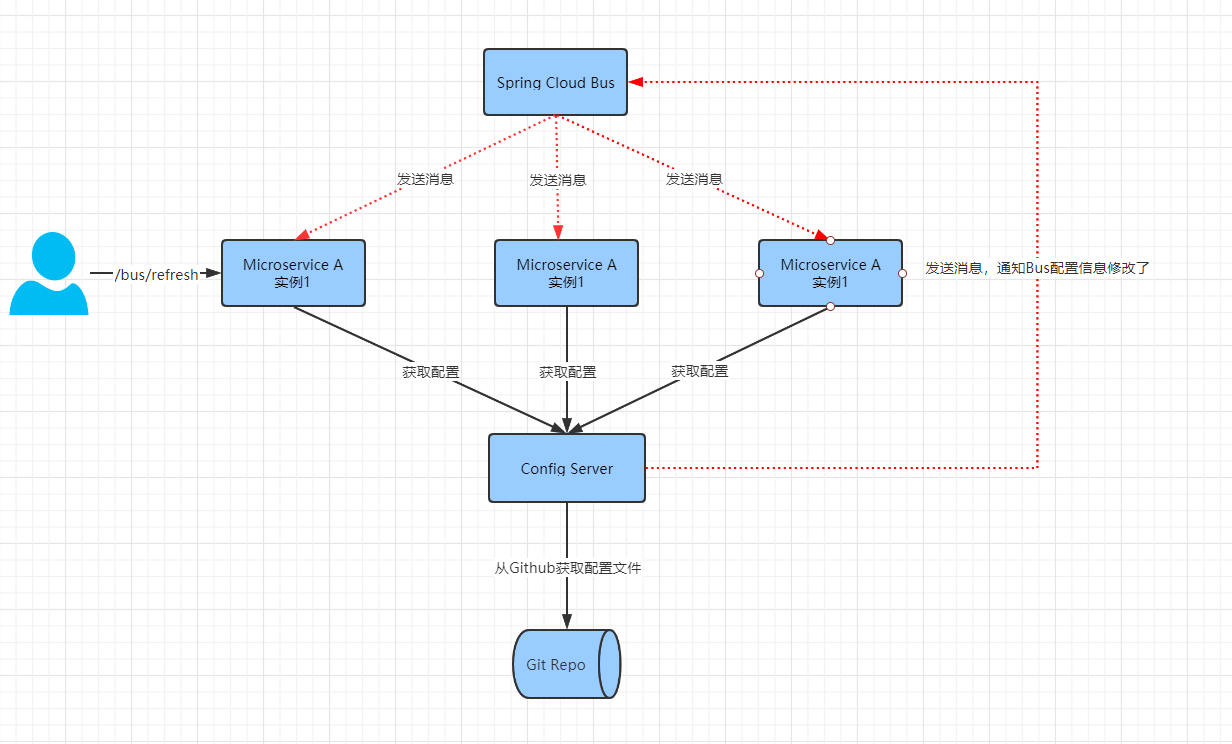 Spring Cloud Bus
发送消息
发送消息
发送消息
/bus/refresh
Microservice A
实例1
Microservice A
实例1
Microservice A
实例1
发送消息，通知Bus配置信息修改了
获取配置
获取配置
获取配置
Config Server
从Github获取配置文件
Git Repo